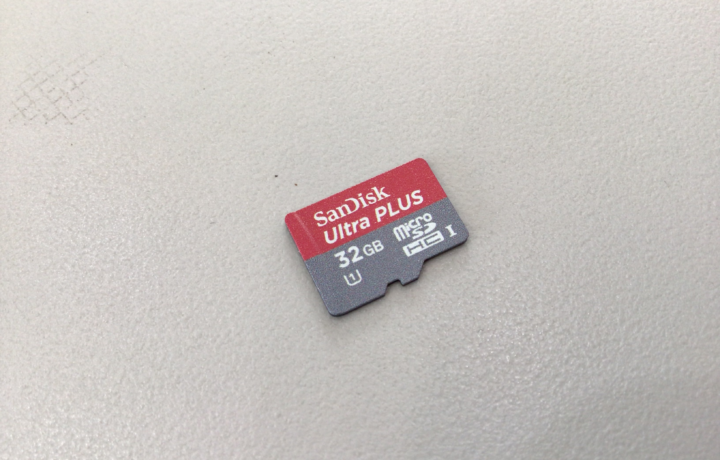 SanDisk
Ultra PLUS
32GB
micro
SD
HC I
1